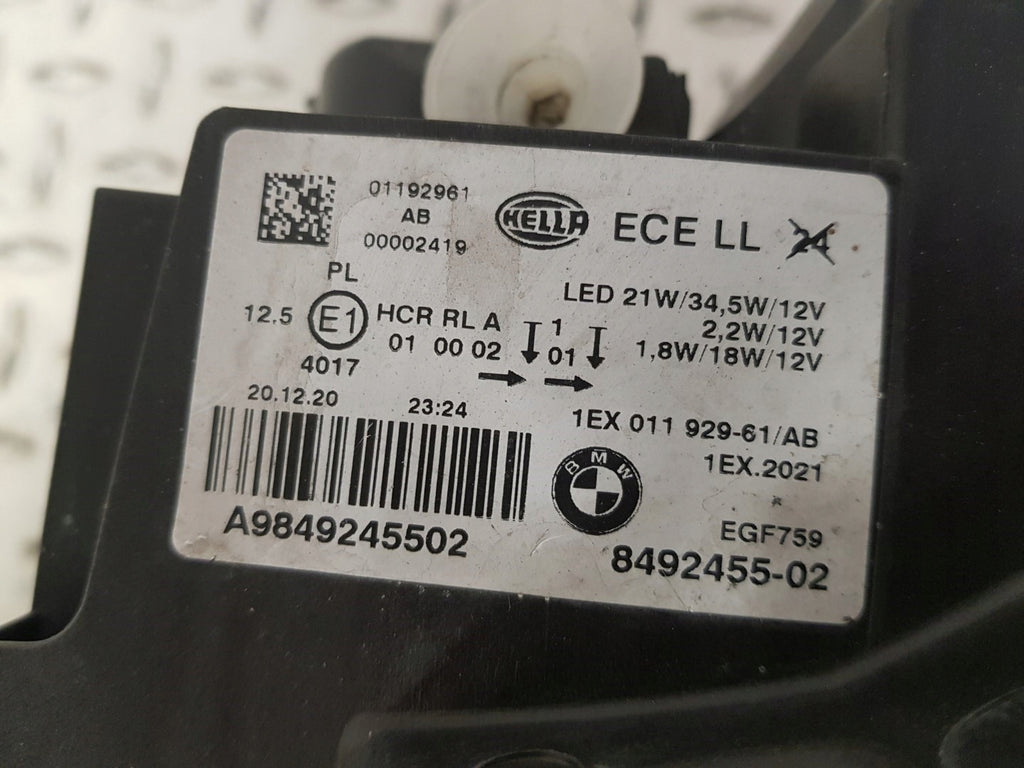 01192961
AB
00002419
HELLA
ECE LL 24
PL
12.5 E1 HCR RL A
01 00 02
1
01
4017
LED 21W/34,5W/12V
2,2W/12V
1,8W/18W/12V
20.12.20 23:24
1EX 011 929-61/AB
1EX.2021
BMW
EGF759
A9849245502
8492455-02